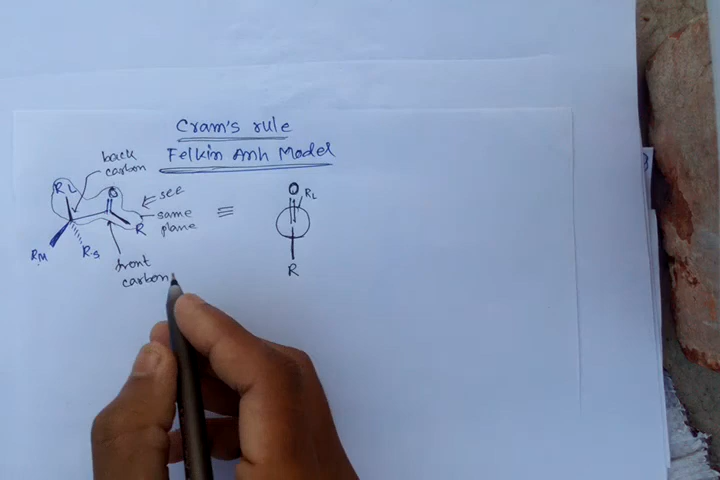 Cram's rule
Felkin Anh Model
back
carbon
RL
O
see
same
plane
R
RM
RS
front
carbon
≡
O
RL
R